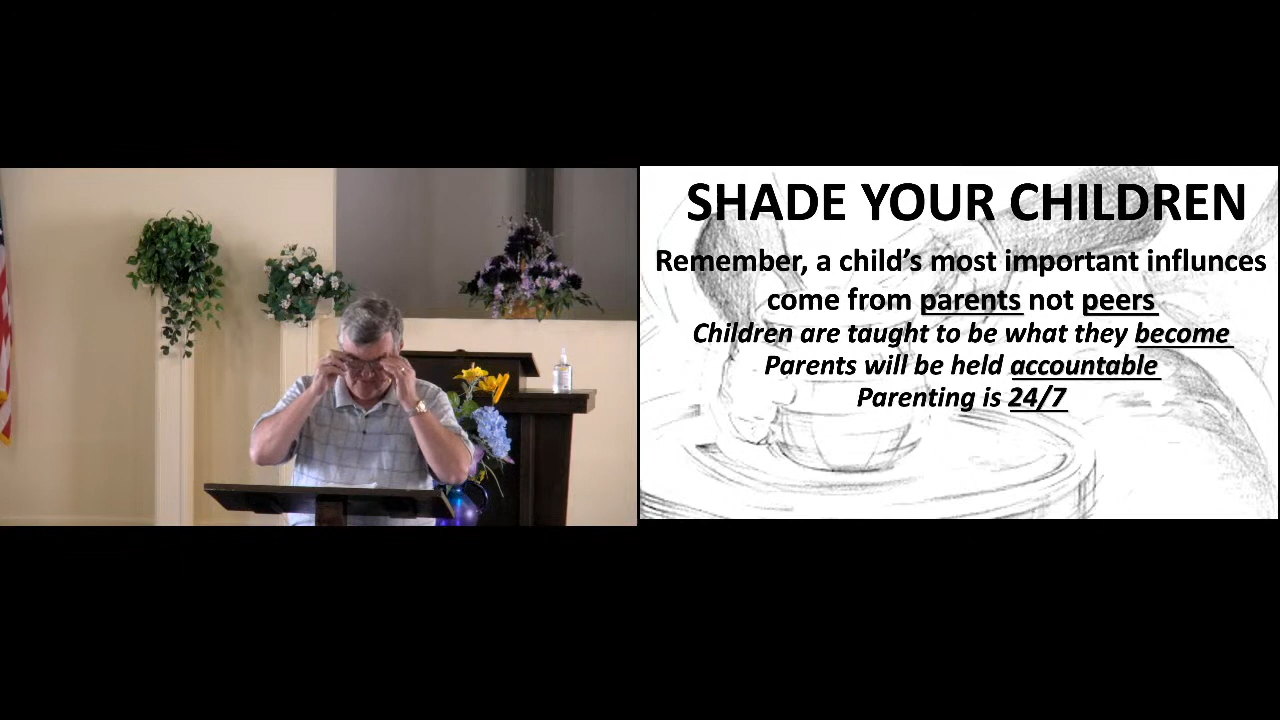 SHADE YOUR CHILDREN
Remember, a child's most important influnces
come from parents not peers
Children are taught to be what they become
Parents will be held accountable
Parenting is 24/7